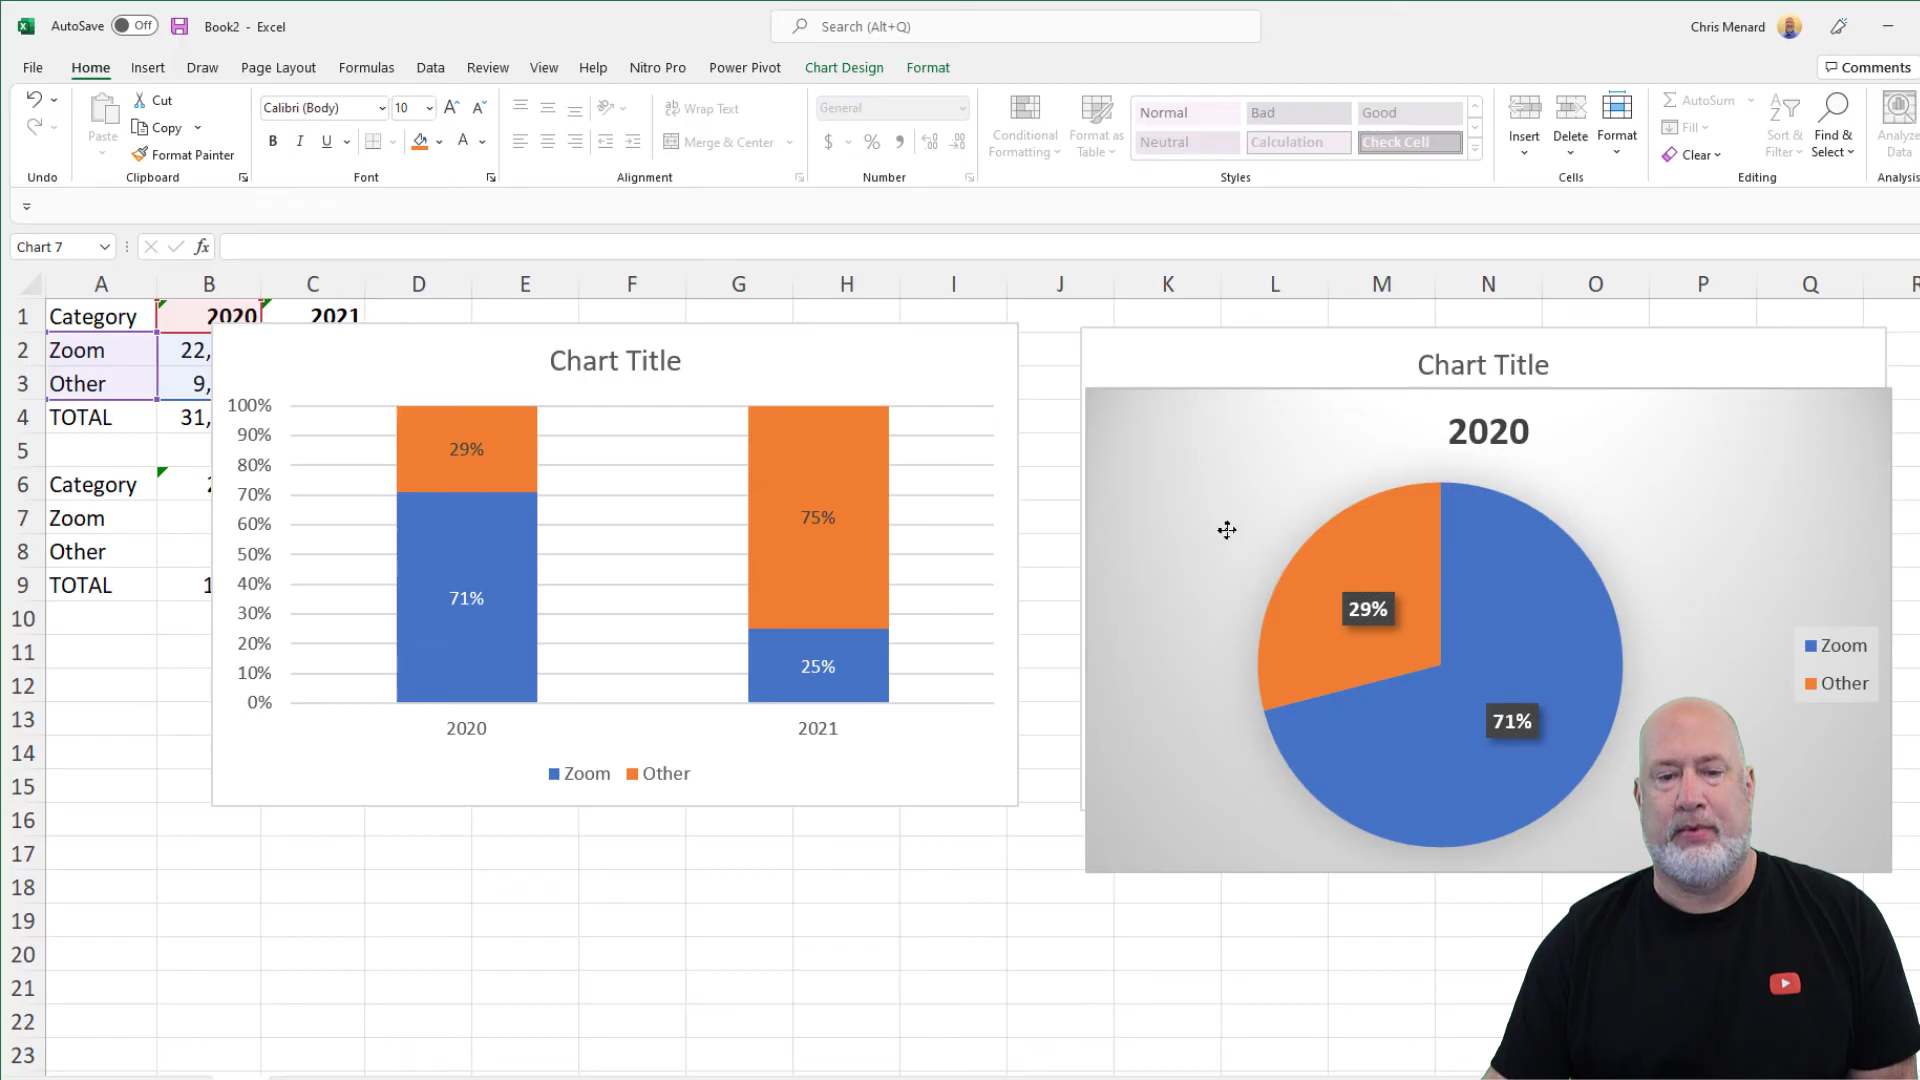 AutoSave Off Book2 - Excel Search (Alt+Q) Chris Menard
File Home Insert Draw Page Layout Formulas Data Review View Help Nitro Pro Power Pivot Chart Design Format Comments
Paste
Cut
Copy
Format Painter
Clipboard
Undo
Calibri (Body) 10
B I U A
Font
Wrap Text
Merge & Center
Alignment
General
$ % 9
Number
Conditional Formatting
Format as Table
Normal Bad Good
Neutral Calculation Check Cell
Styles
Insert Delete Format
Cells
AutoSum
Fill
Clear
Sort & Filter
Find & Select
Editing
Analyze Data
Analysis
Chart 7 fx
A B C D E F G H I J K L M N O P Q R
1 Category 2020 2021
2 Zoom 22,
3 Other 9,
4 TOTAL 31,
5
6 Category 2
7 Zoom
8 Other
9 TOTAL 1
10
11
12
13
14
15
16
17
18
19
20
21
22
23
Chart Title
100%
90%
80%
70%
60%
50%
40%
30%
20%
10%
0%
29%
75%
71%
25%
2020 2021
Zoom Other
Chart Title
2020
29%
71%
Zoom
Other